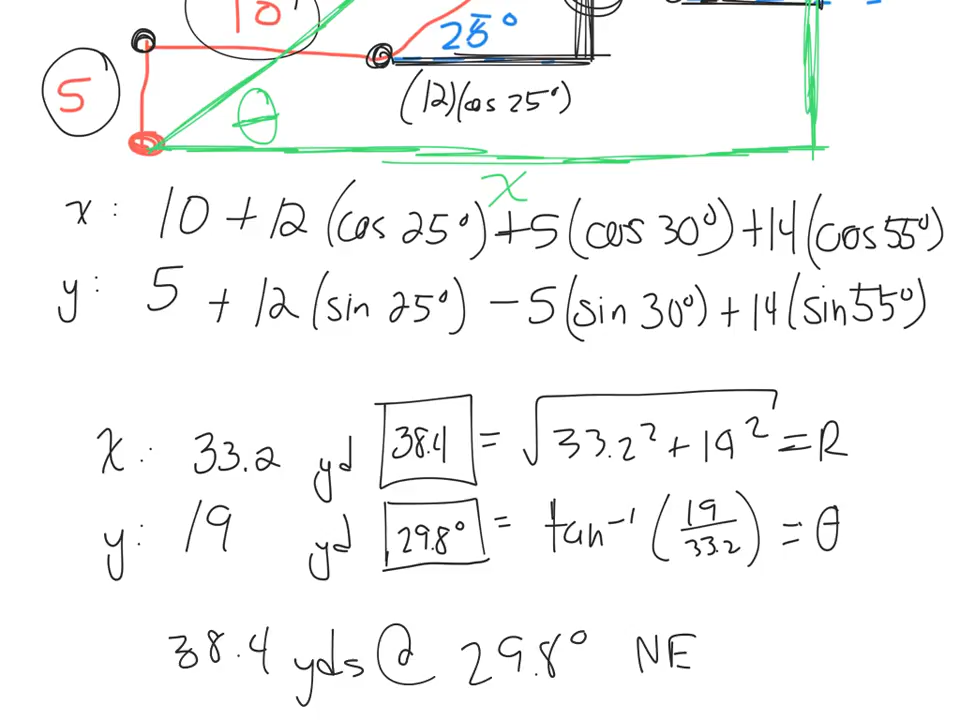 10'
25°
5'
θ
(12)(cos 25°)
x
x: 10 + 12 (cos 25°) + 5 (cos 30°) + 14 (cos 55°)
y: 5 + 12 (sin 25°) - 5 (sin 30°) + 14 (sin 55°)
x: 33.2 yd 38.4 = √33.2² + 19² = R
y: 19 yd 29.8° = tan⁻¹ (19/33.2) = θ
38.4 yds @ 29.8° NE